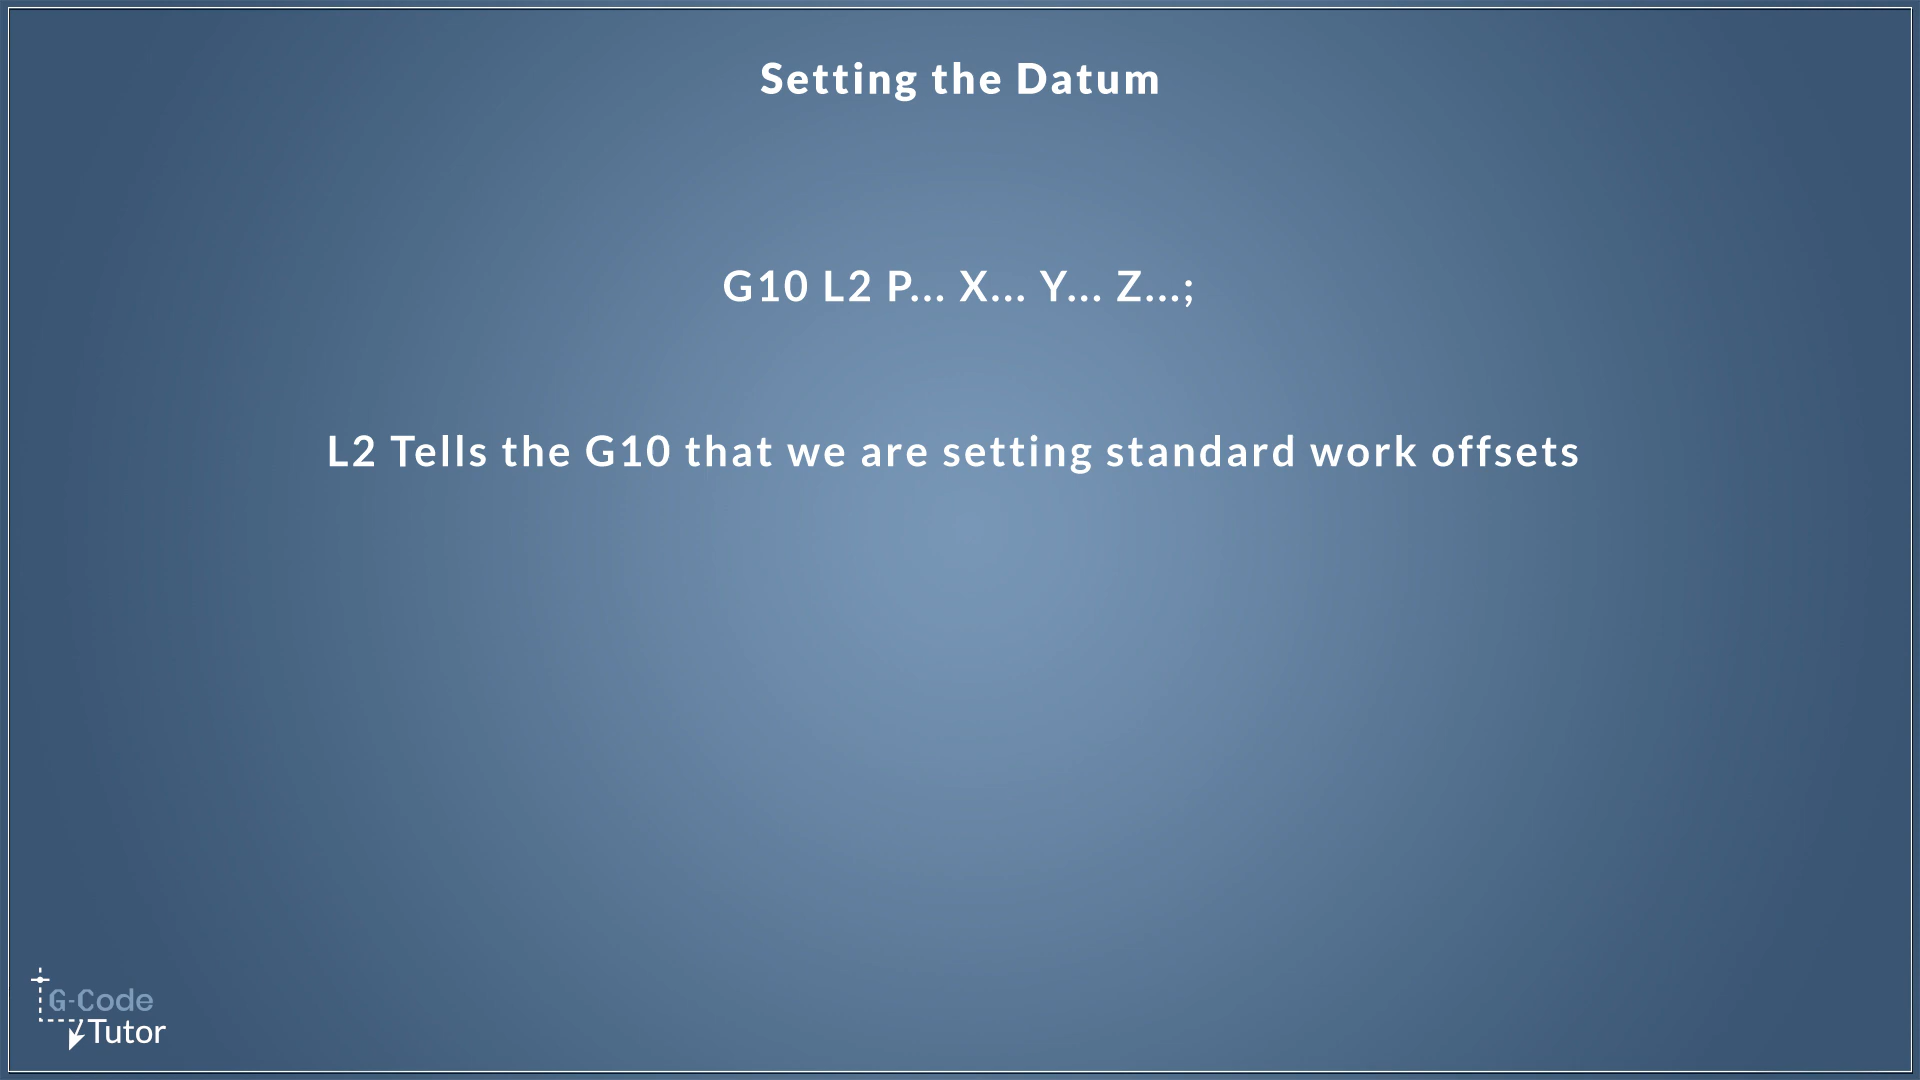 Setting the Datum
G10 L2 P... X... Y... Z...;
L2 Tells the G10 that we are setting standard work offsets
G-Code
Tutor